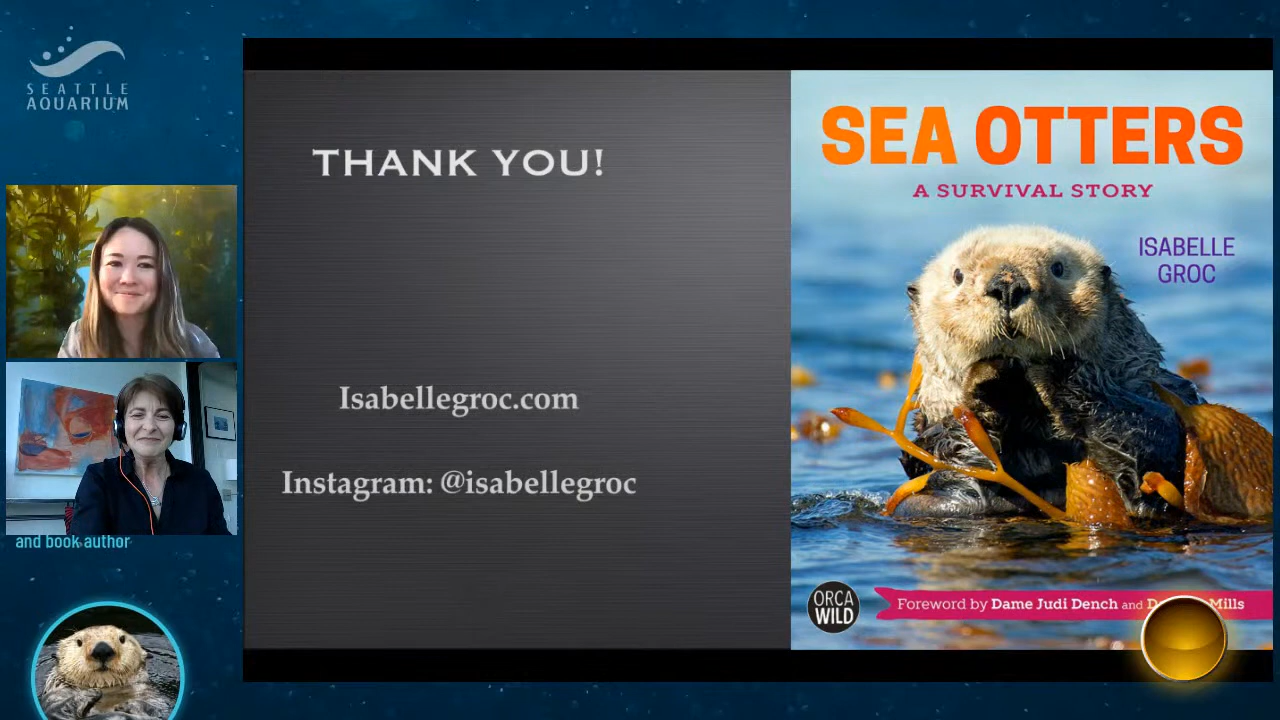 SEATTLE
AQUARIUM
and book author
THANK YOU!
Isabellegroc.com
Instagram: @isabellegroc
SEA OTTERS
A SURVIVAL STORY
ISABELLE
GROC
ORCA
WILD
Foreword by Dame Judi Dench and Mills